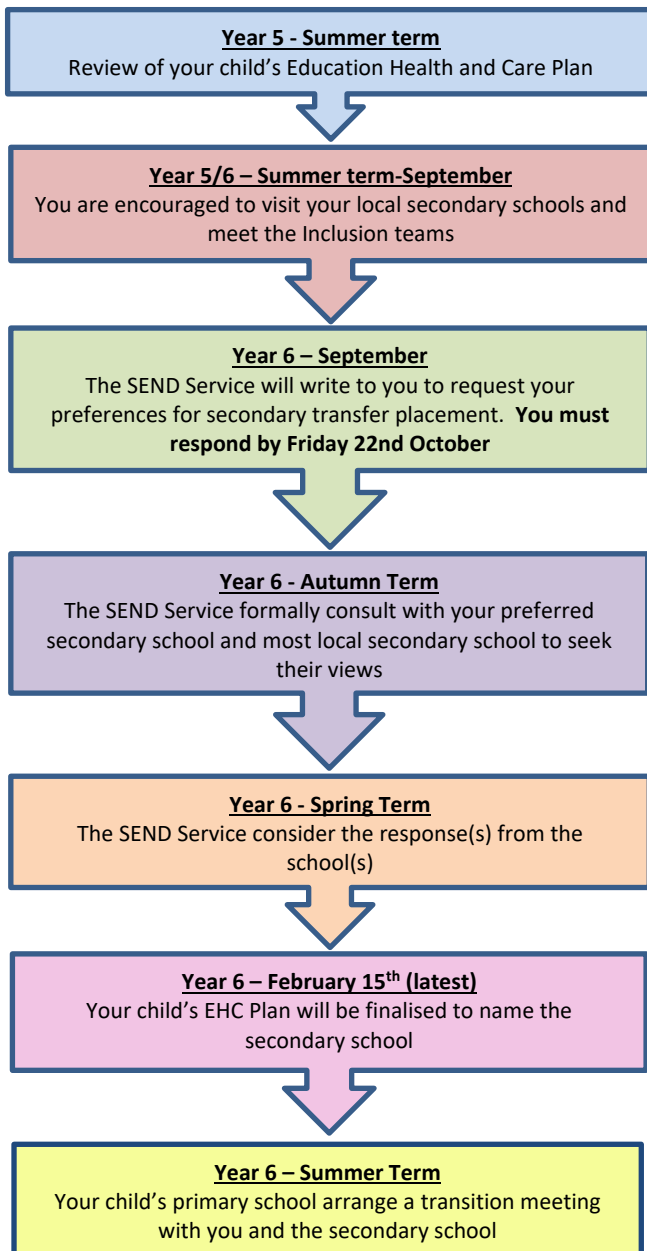 Year 5 - Summer term
Review of your child's Education Health and Care Plan
Year 5/6 – Summer term-September
You are encouraged to visit your local secondary schools and
meet the Inclusion teams
Year 6 – September
The SEND Service will write to you to request your
preferences for secondary transfer placement. You must
respond by Friday 22nd October
Year 6 - Autumn Term
The SEND Service formally consult with your preferred
secondary school and most local secondary school to seek
their views
Year 6 - Spring Term
The SEND Service consider the response(s) from the
school(s)
Year 6 – February 15th (latest)
Your child's EHC Plan will be finalised to name the
secondary school
Year 6 – Summer Term
Your child's primary school arrange a transition meeting
with you and the secondary school